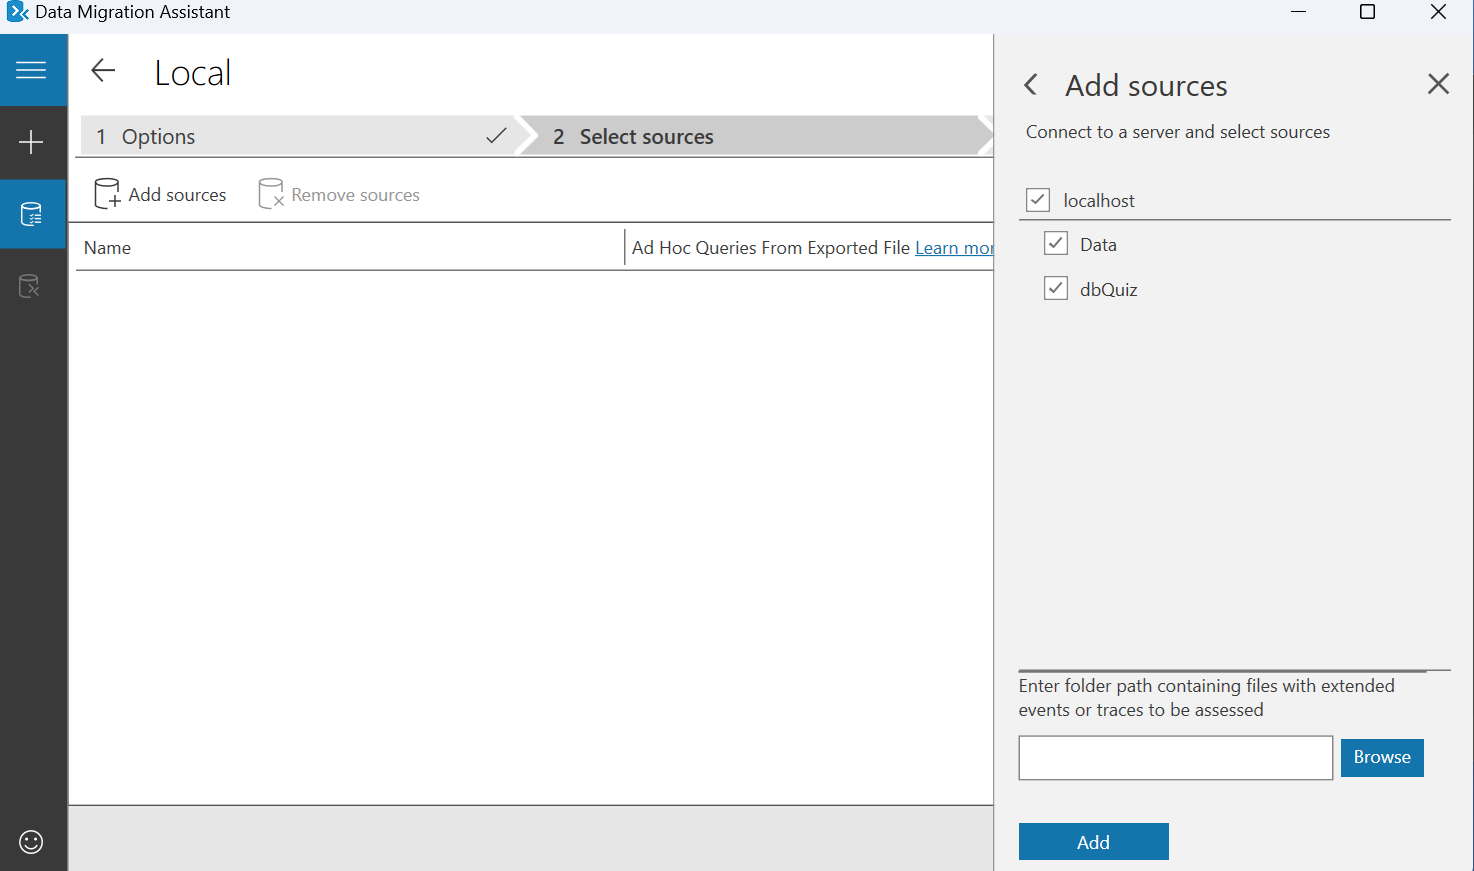 Data Migration Assistant
Local
1 Options
2 Select sources
Add sources
Remove sources
Name
Ad Hoc Queries From Exported File Learn mor
Add sources
Connect to a server and select sources
localhost
Data
dbQuiz
Enter folder path containing files with extended
events or traces to be assessed
Browse
Add